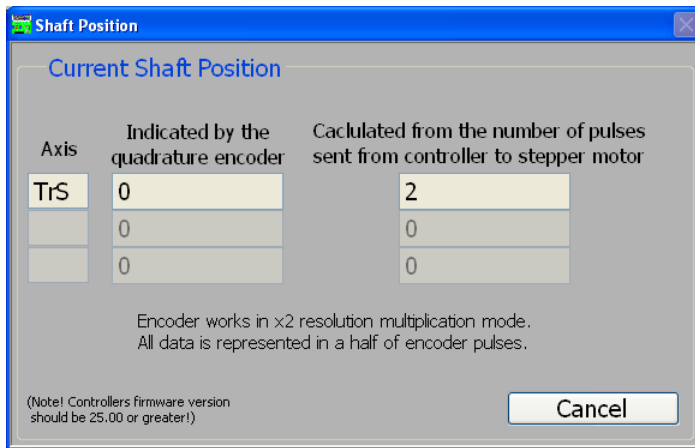 Shaft Position
Current Shaft Position
Axis
Indicated by the
quadrature encoder
Caclulated from the number of pulses
sent from controller to stepper motor
TrS 0 2
0 0
0 0
Encoder works in x2 resolution multiplication mode.
All data is represented in a half of encoder pulses.
(Note! Controllers firmware version
should be 25.00 or greater!)
Cancel